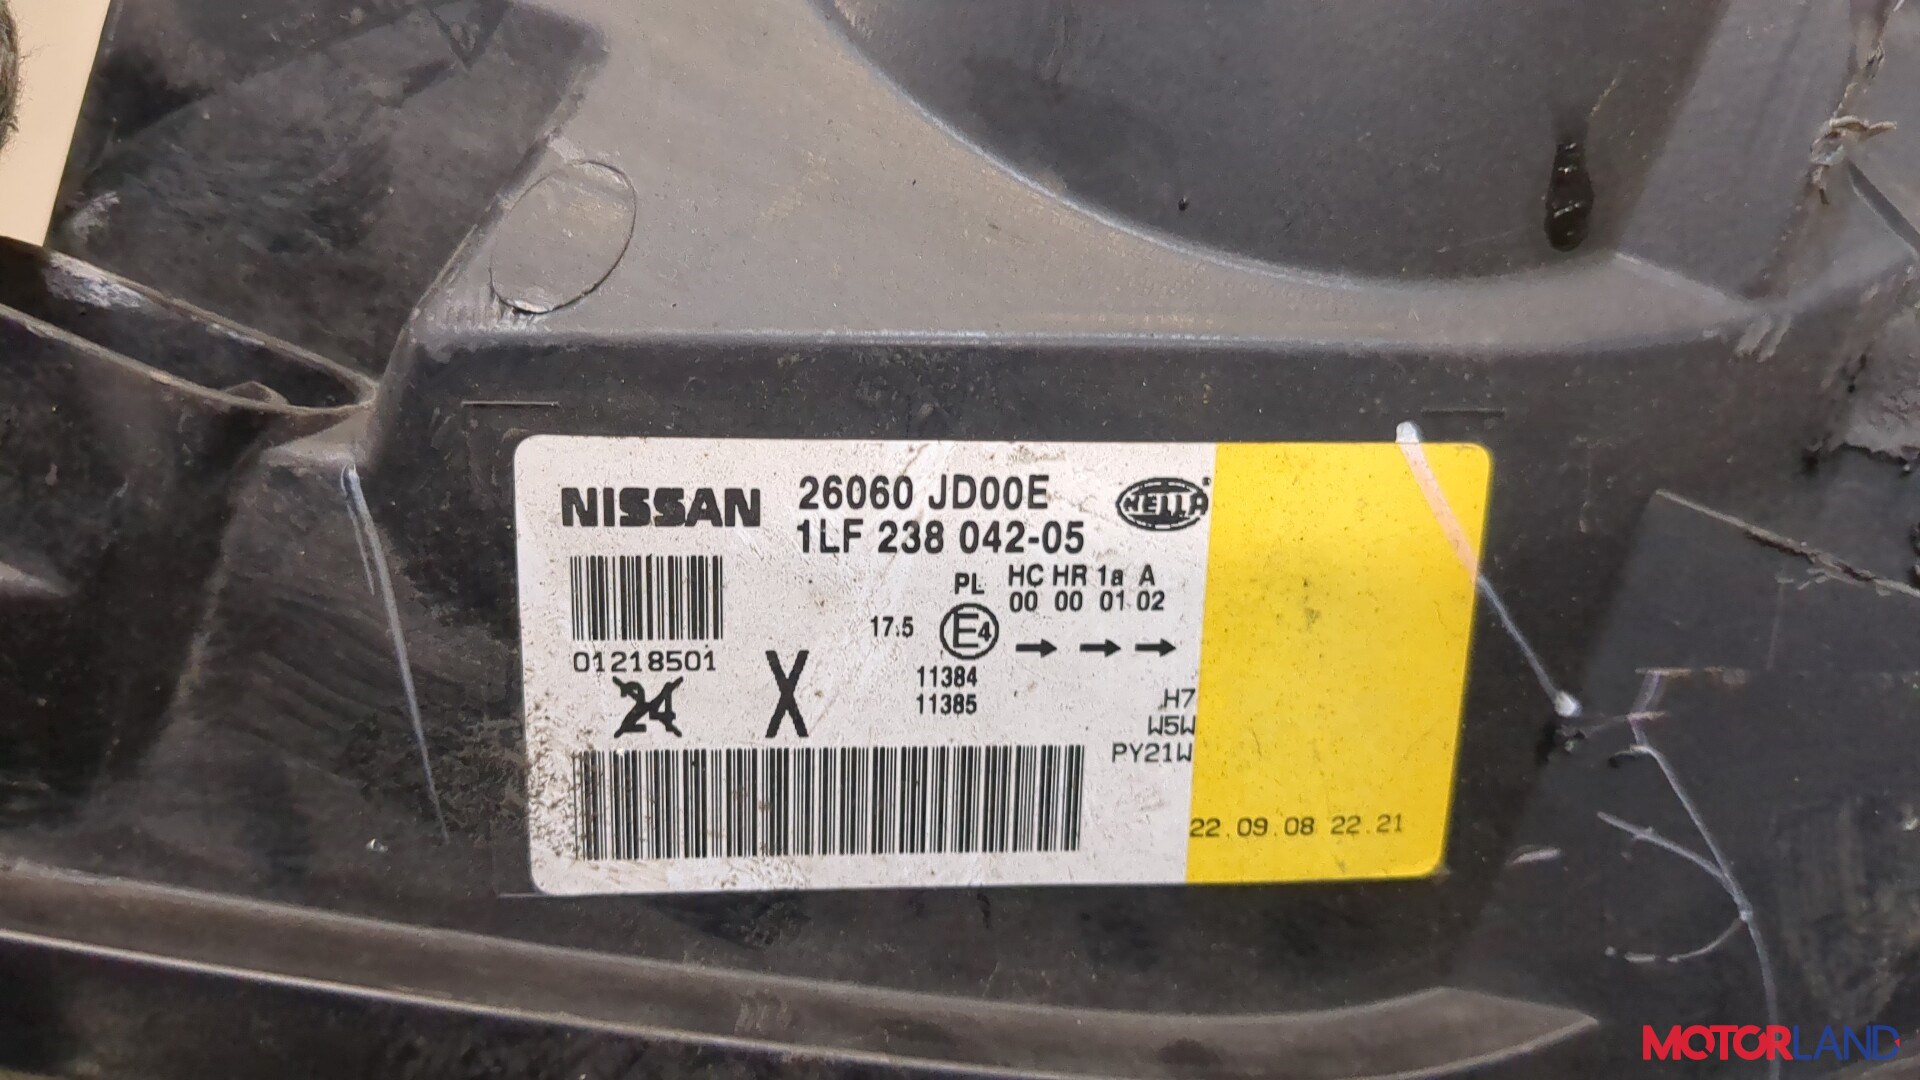 NISSAN
26060 JD00E
1LF 238 042-05
HELLA
PL
HC HR 1a A
00 00 01 02
17.5
E4
01218501
24
X
11384
11385
H7
W5W
PY21W
22.09.08 22.21
MOTORLAND